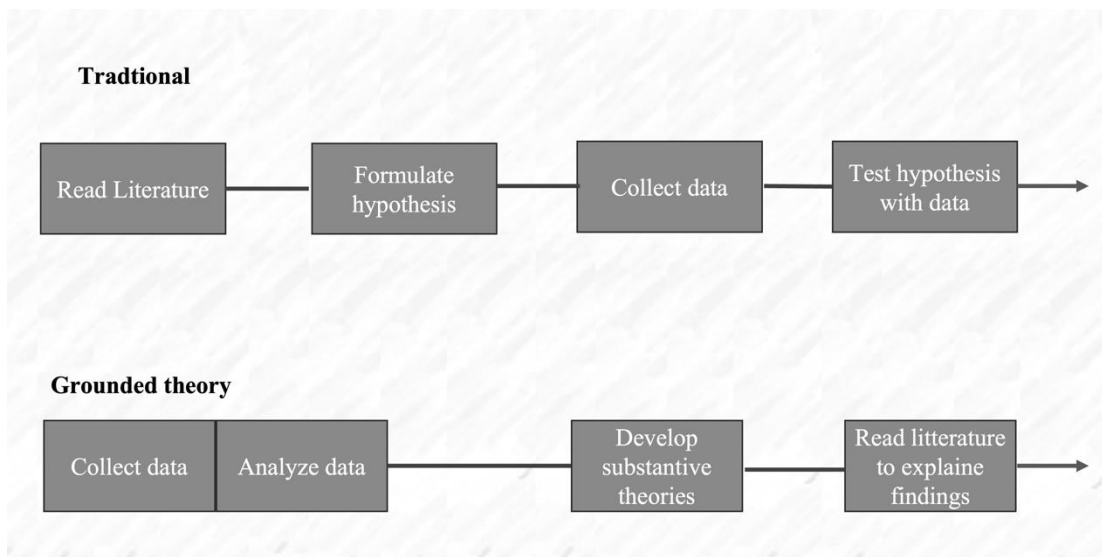 Tradtional
Read Literature
Formulate
hypothesis
Collect data
Test hypothesis
with data
Grounded theory
Collect data
Analyze data
Develop
substantive
theories
Read litterature
to explaine
findings